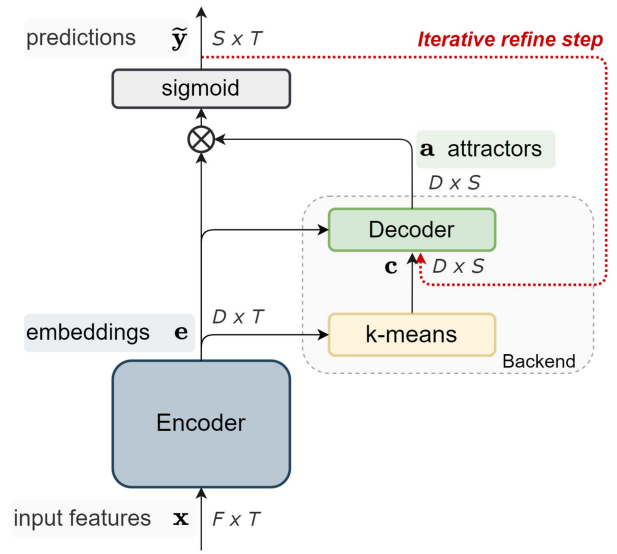 predictions ỹ S x T
Iterative refine step
sigmoid
⊗
a attractors
D x S
Decoder
c D x S
embeddings e D x T
k-means
Backend
Encoder
input features x F x T